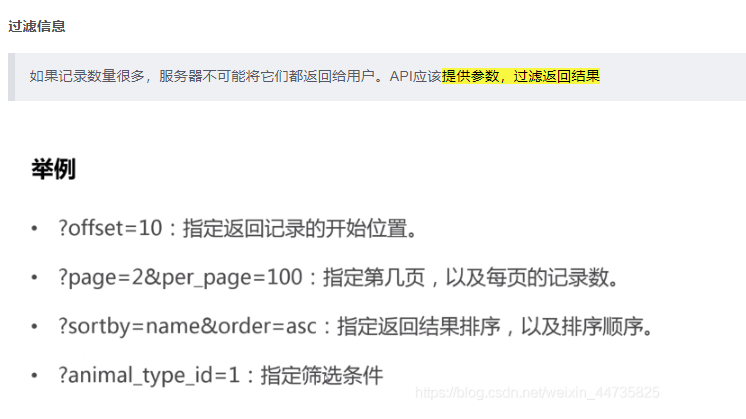 过滤信息
如果记录数量很多，服务器不可能将它们都返回给用户。API应该提供参数，过滤返回结果
举例
• ?offset=10：指定返回记录的开始位置。
• ?page=2&per_page=100：指定第几页，以及每页的记录数。
• ?sortby=name&order=asc：指定返回结果排序，以及排序顺序。
• ?animal_type_id=1：指定筛选条件
https://blog.csdn.net/weixin_44735825